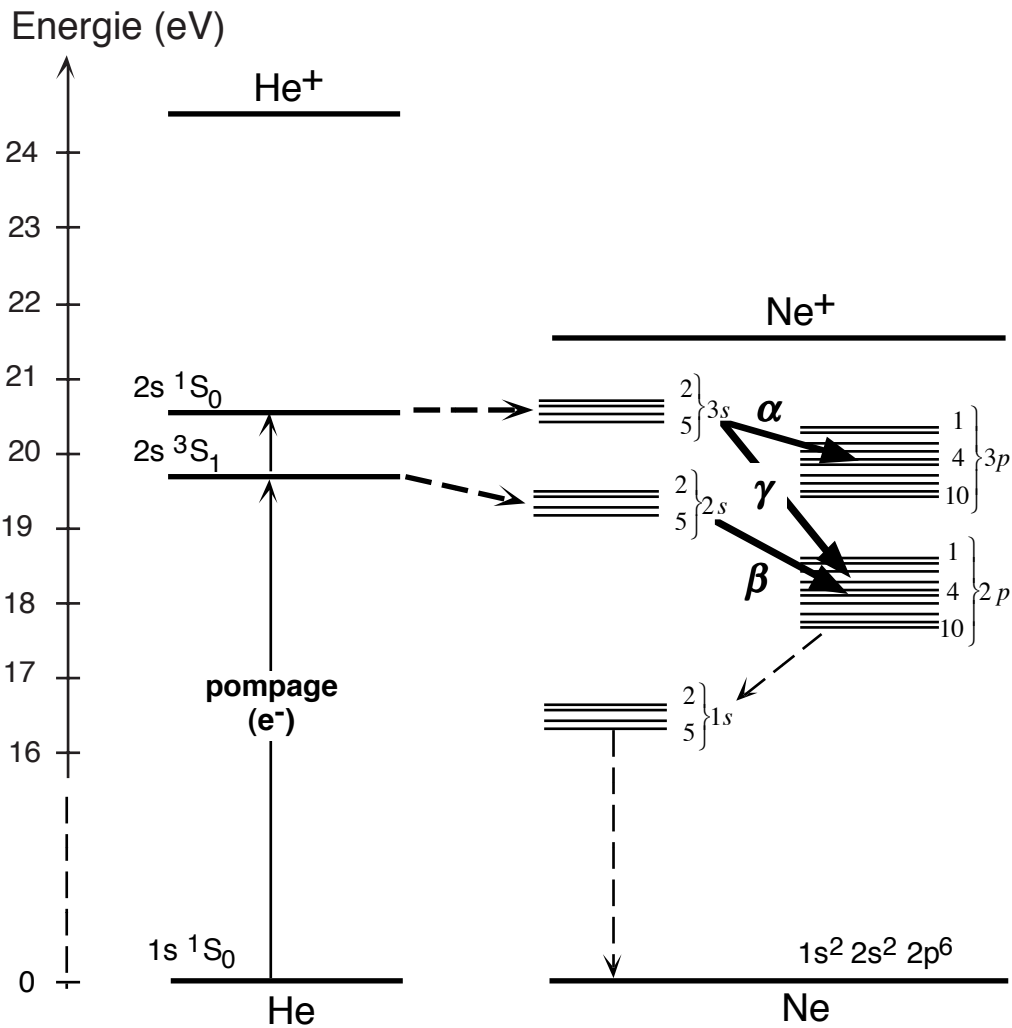 Energie (eV)
He+
24
23
22
Ne+
21
2s ¹S₀
2
5
}3s
α
1
4
10
}3p
20
2s ³S₁
2
5
}2s
γ
19
β
1
4
10
}2p
18
17
pompage
(e⁻)
2
5
}1s
16
1s ¹S₀
1s² 2s² 2p⁶
0
He
Ne